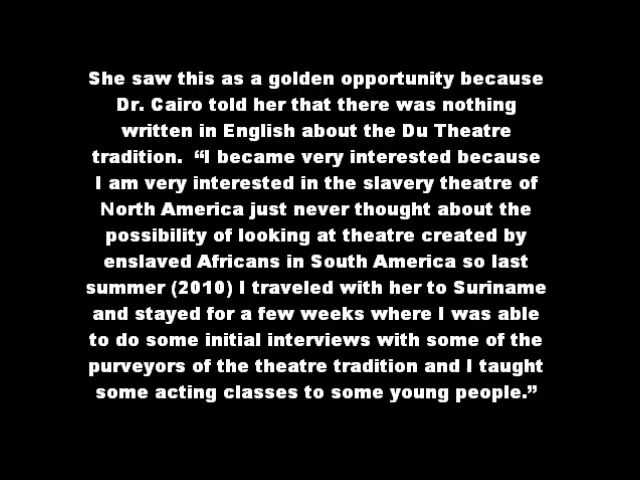 She saw this as a golden opportunity because
Dr. Cairo told her that there was nothing
written in English about the Du Theatre
tradition.  “I became very interested because
I am very interested in the slavery theatre of
North America just never thought about the
possibility of looking at theatre created by
enslaved Africans in South America so last
summer (2010) I traveled with her to Suriname
and stayed for a few weeks where I was able
to do some initial interviews with some of the
purveyors of the theatre tradition and I taught
some acting classes to some young people.”